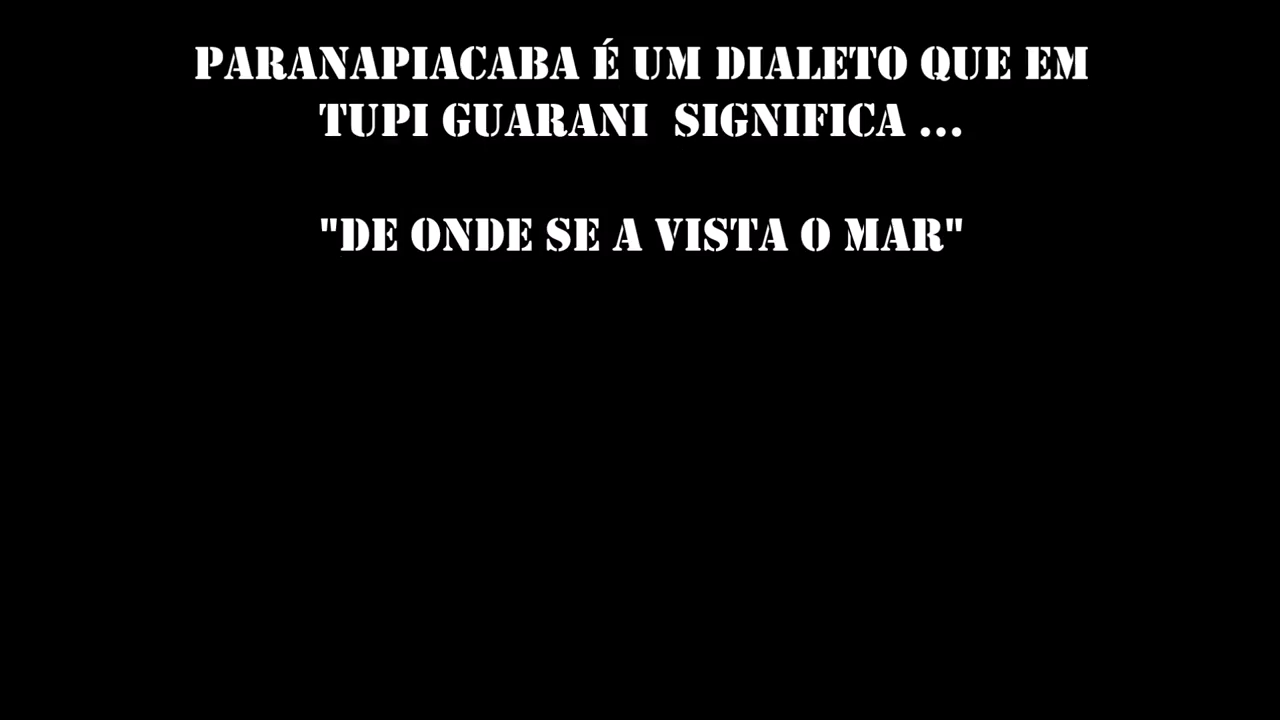 PARANAPIACABA É UM DIALETO QUE EM
TUPI GUARANI SIGNIFICA ...
"DE ONDE SE A VISTA O MAR"